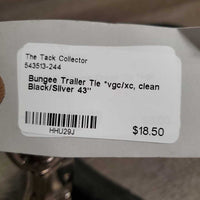 The Tack Collector
543513-244
Bungee Trailer Tie *vgc/xc, clean
Black/Silver 43"
HHU29J
$18.50